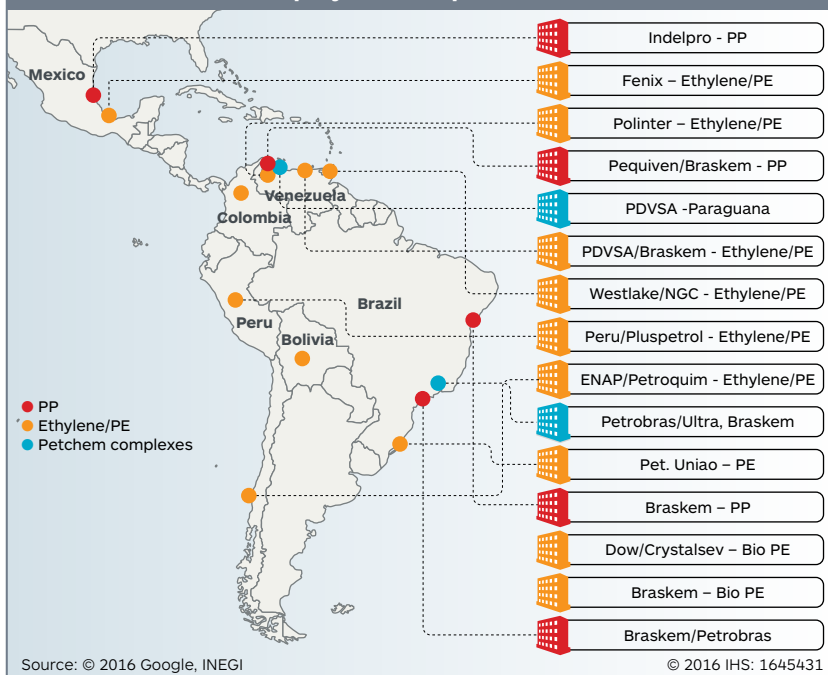 Indelpro - PP
Mexico
Fenix – Ethylene/PE
Polinter – Ethylene/PE
Pequiven/Braskem - PP
Venezuela
PDVSA -Paraguana
Colombia
PDVSA/Braskem - Ethylene/PE
Westlake/NGC - Ethylene/PE
Brazil
Peru
Peru/Pluspetrol - Ethylene/PE
Bolivia
ENAP/Petroquim - Ethylene/PE
PP
Ethylene/PE
Petchem complexes
Petrobras/Ultra, Braskem
Pet. Uniao – PE
Braskem – PP
Dow/Crystalsev – Bio PE
Braskem – Bio PE
Braskem/Petrobras
Source: © 2016 Google, INEGI
© 2016 IHS: 1645431